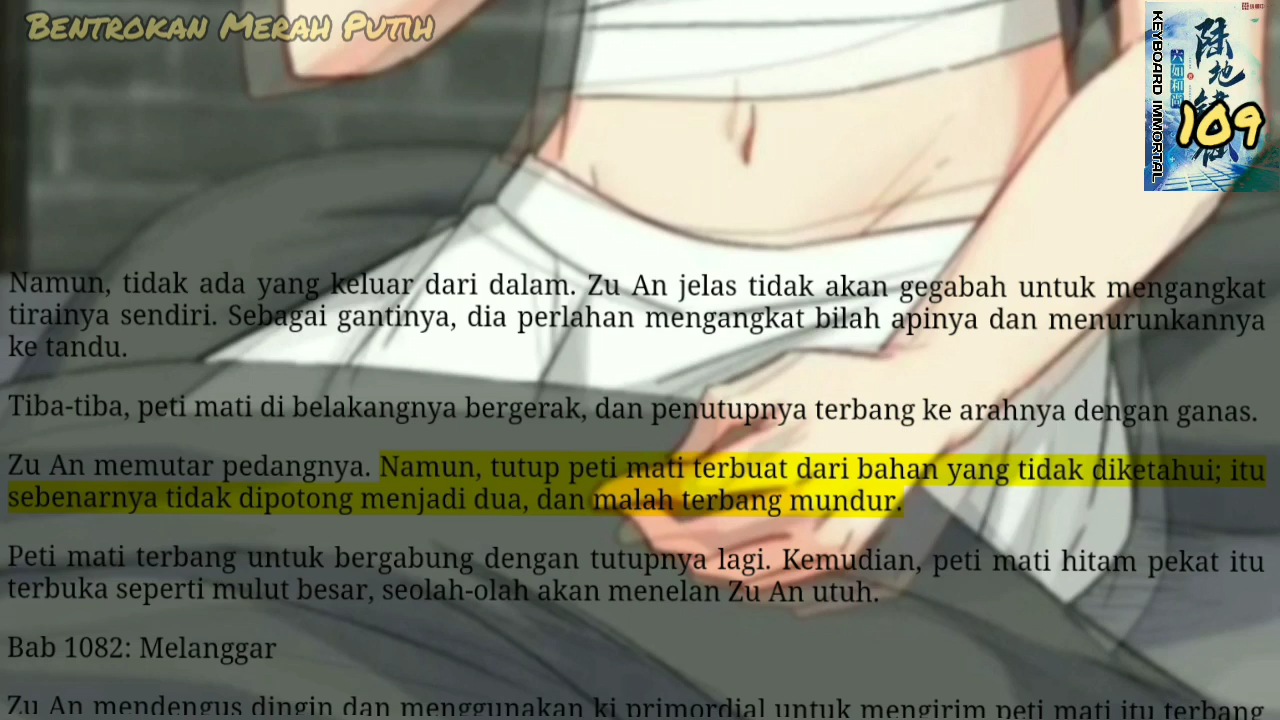 Bentrokan Merah Putih
KEYBOARD IMMORTAL
六如和尚
109
Namun, tidak ada yang keluar dari dalam. Zu An jelas tidak akan gegabah untuk mengangkat
tirainya sendiri. Sebagai gantinya, dia perlahan mengangkat bilah apinya dan menurunkannya
ke tandu.
Tiba-tiba, peti mati di belakangnya bergerak, dan penutupnya terbang ke arahnya dengan ganas.
Zu An memutar pedangnya. Namun, tutup peti mati terbuat dari bahan yang tidak diketahui; itu
sebenarnya tidak dipotong menjadi dua, dan malah terbang mundur.
Peti mati terbang untuk bergabung dengan tutupnya lagi. Kemudian, peti mati hitam pekat itu
terbuka seperti mulut besar, seolah-olah akan menelan Zu An utuh.
Bab 1082: Melanggar
Zu An mendengus dingin dan menggunakan ki primordial untuk mengirim peti mati itu terbang